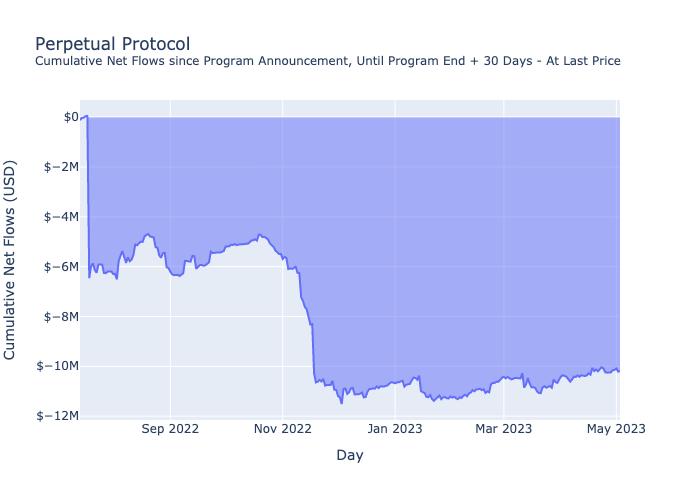 Perpetual Protocol
Cumulative Net Flows since Program Announcement, Until Program End + 30 Days - At Last Price
Cumulative Net Flows (USD)
$0
$−2M
$−4M
$−6M
$−8M
$−10M
$−12M
Sep 2022
Nov 2022
Jan 2023
Mar 2023
May 2023
Day